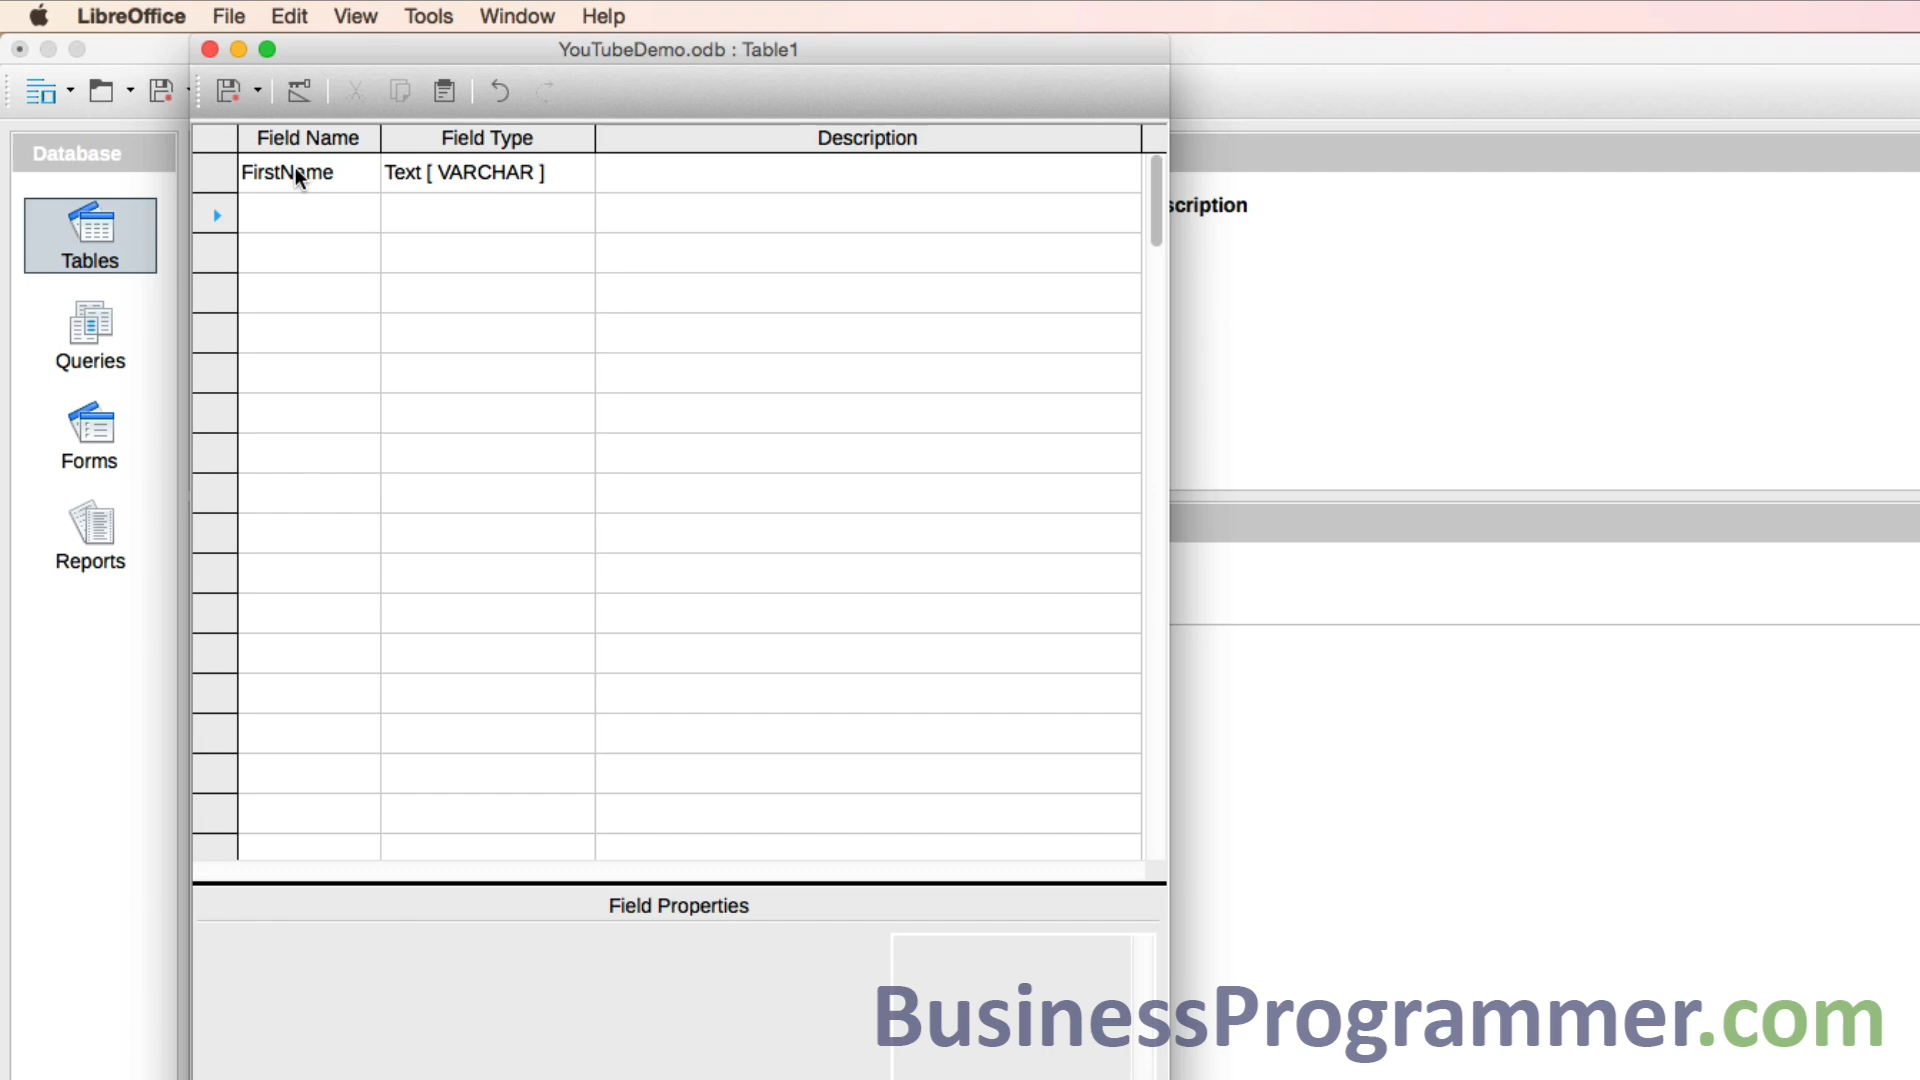 LibreOffice File Edit View Tools Window Help
YouTubeDemo.odb : Table1
Database
Field Name Field Type Description
FirstName Text [ VARCHAR ]
scription
Tables
Queries
Forms
Reports
Field Properties
BusinessProgrammer.com